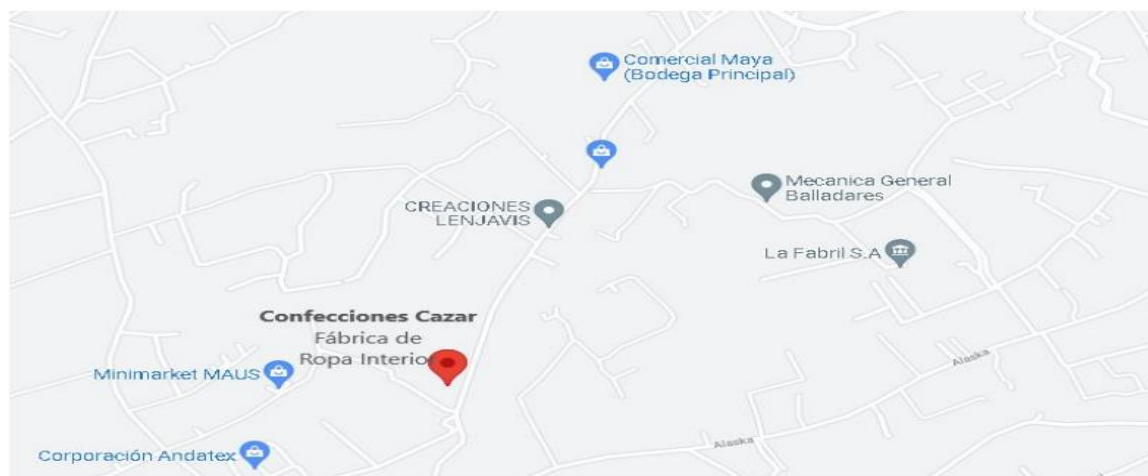 Comercial Maya
(Bodega Principal)
Mecanica General
Balladares
CREACIONES
LENJAVIS
La Fabril S.A
Confecciones Cazar
Fábrica de
Ropa Interio
Alaska
Minimarket MAUS
Alaska
Corporación Andatex